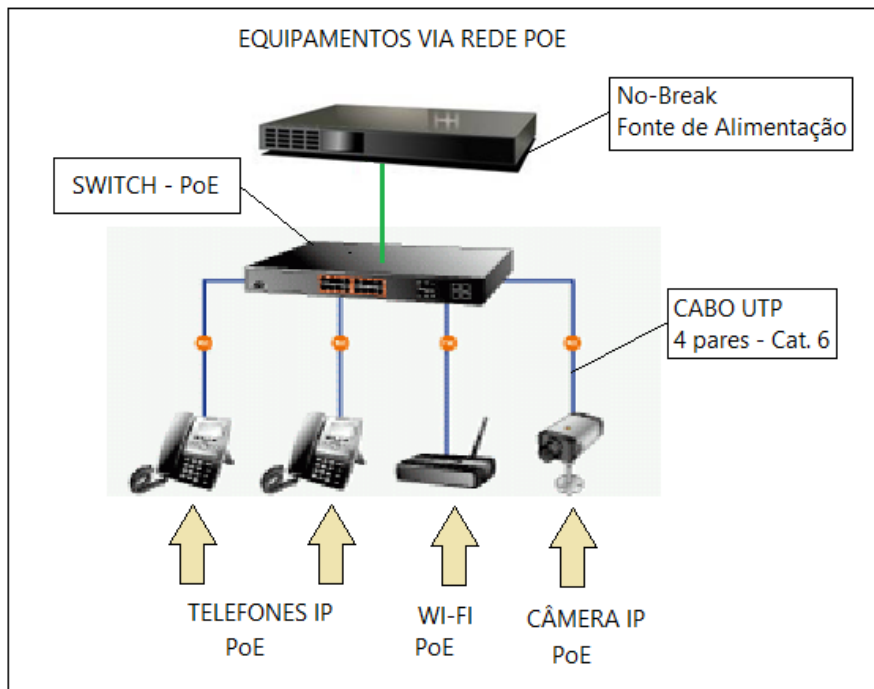 EQUIPAMENTOS VIA REDE POE
No-Break
Fonte de Alimentação
SWITCH - PoE
CABO UTP
4 pares - Cat. 6
TELEFONES IP
PoE
WI-FI
PoE
CÂMERA IP
PoE